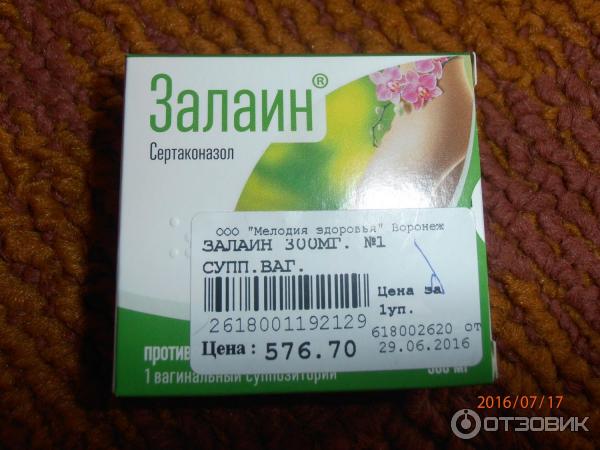 Залаин®
Сертаконазол
ООО "Мелодия здоровья" Воронеж
ЗАЛАИН 300МГ. №1
СУПП.ВАГ.
Цена за
1уп.
2618001192129
618002620 от
Цена: 576.70
29.06.2016
против
1 вагинальный суппозиторий
2016/07/17
ОТЗОВИК